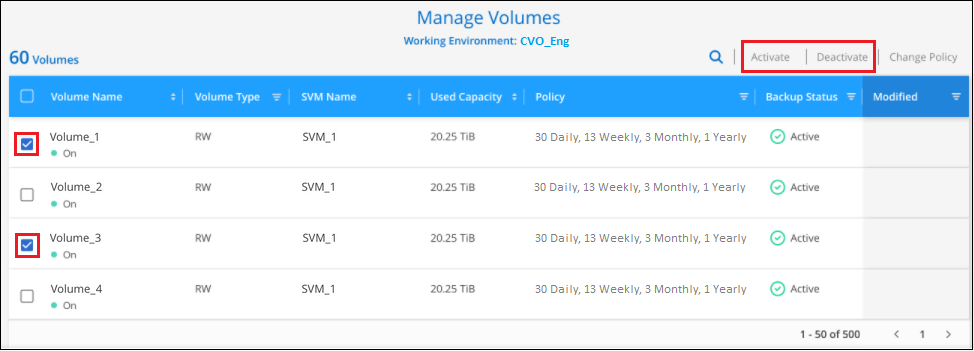 Manage Volumes
Working Environment: CVO_Eng
60 Volumes Activate Deactivate Change Policy
Volume Name Volume Type SVM Name Used Capacity Policy Backup Status Modified
Volume_1 RW SVM_1 20.25 TiB 30 Daily, 13 Weekly, 3 Monthly, 1 Yearly Active
On
Volume_2 RW SVM_1 20.25 TiB 30 Daily, 13 Weekly, 3 Monthly, 1 Yearly Active
On
Volume_3 RW SVM_1 20.25 TiB 30 Daily, 13 Weekly, 3 Monthly, 1 Yearly Active
On
Volume_4 RW SVM_1 20.25 TiB 30 Daily, 13 Weekly, 3 Monthly, 1 Yearly Active
On
1 - 50 of 500 < 1 >